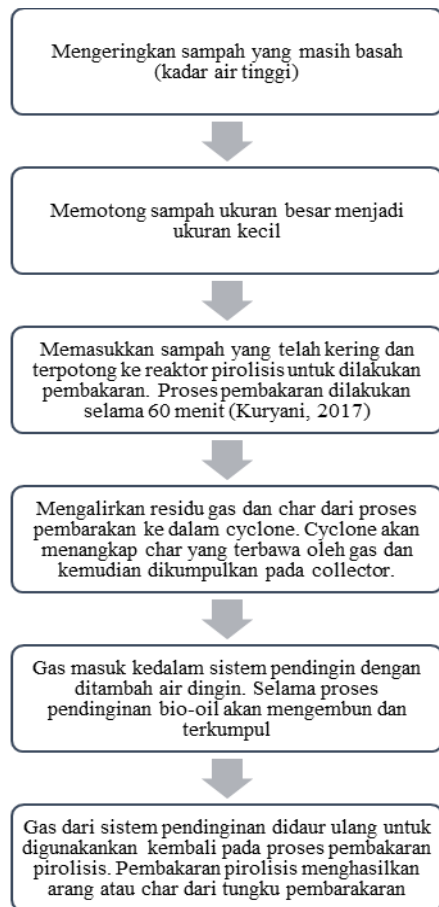 Mengeringkan sampah yang masih basah
(kadar air tinggi)
Memotong sampah ukuran besar menjadi
ukuran kecil
Memasukkan sampah yang telah kering dan
terpotong ke reaktor pirolisis untuk dilakukan
pembakaran. Proses pembakaran dilakukan
selama 60 menit (Kuryani, 2017)
Mengalirkan residu gas dan char dari proses
pembarakan ke dalam cyclone. Cyclone akan
menangkap char yang terbawa oleh gas dan
kemudian dikumpulkan pada collector.
Gas masuk kedalam sistem pendingin dengan
ditambah air dingin. Selama proses
pendinginan bio-oil akan mengembun dan
terkumpul
Gas dari sistem pendinginan didaur ulang untuk
digunakankan kembali pada proses pembakaran
pirolisis. Pembakaran pirolisis menghasilkan
arang atau char dari tungku pembarakaran